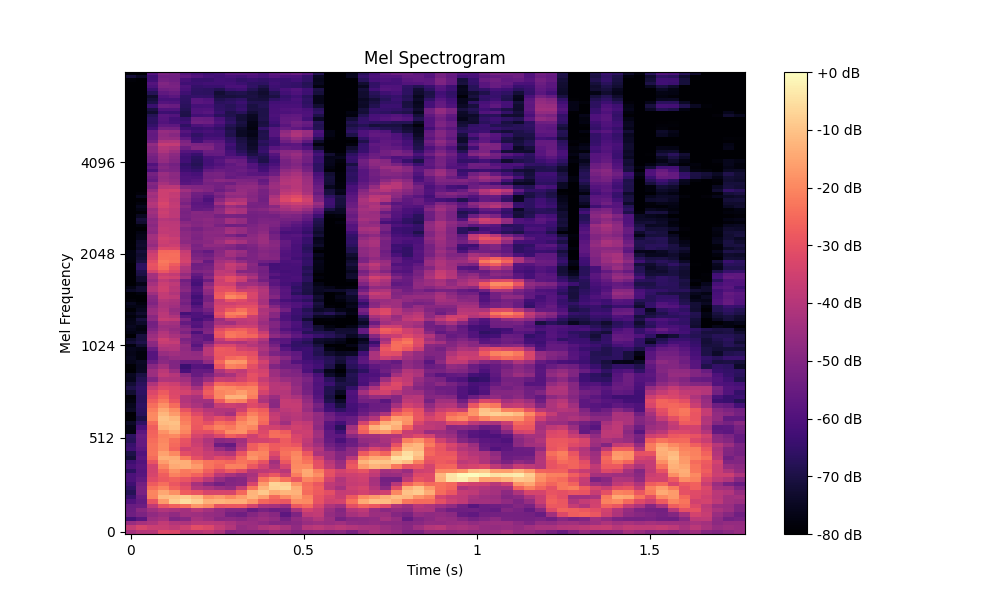 Mel Spectrogram
+0 dB
-10 dB
-20 dB
-30 dB
-40 dB
-50 dB
-60 dB
-70 dB
-80 dB
4096
2048
1024
512
0
Mel Frequency
0
0.5
1
1.5
Time (s)